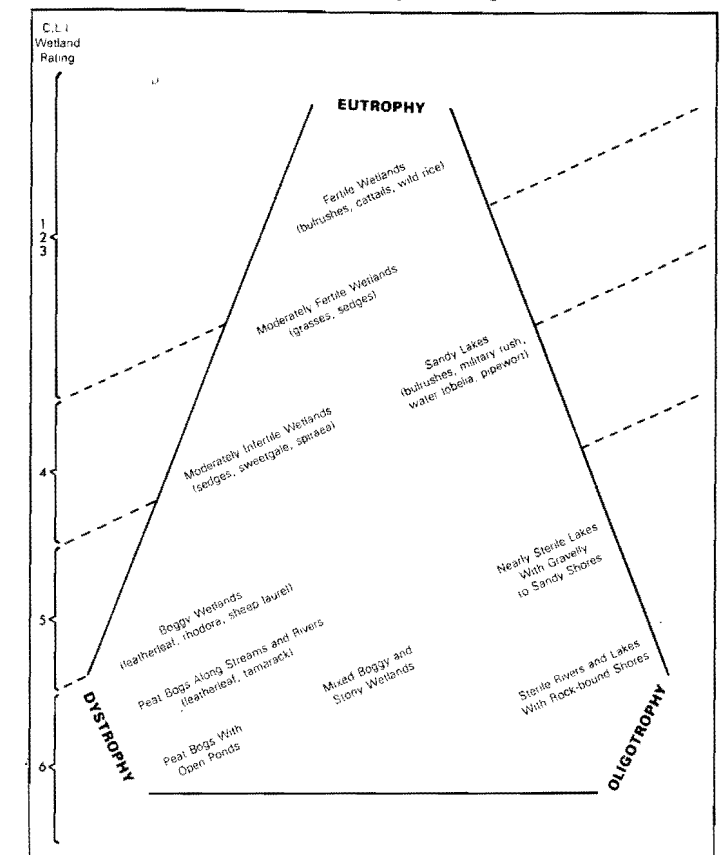 C.L.I
Wetland
Rating
EUTROPHY
Fertile Wetlands
(bulrushes, cattails, wild rice)
1
2
3
Moderately Fertile Wetlands
(grasses, sedges)
Sandy Lakes
(bulrushes, military rush,
water lobelia, pipewort)
Moderately Infertile Wetlands
(sedges, sweetgale, spiraea)
4
Nearly Sterile Lakes
With Gravelly
to Sandy Shores
Boggy Wetlands
(leatherleaf, rhodora, sheep laurel)
5
Peat Bogs Along Streams and Rivers
(leatherleaf, tamarack)
Mixed Boggy and
Stony Wetlands
Sterile Rivers and Lakes
With Rock-bound Shores
DYSTROPHY
Peat Bogs With
Open Ponds
6
OLIGOTROPHY